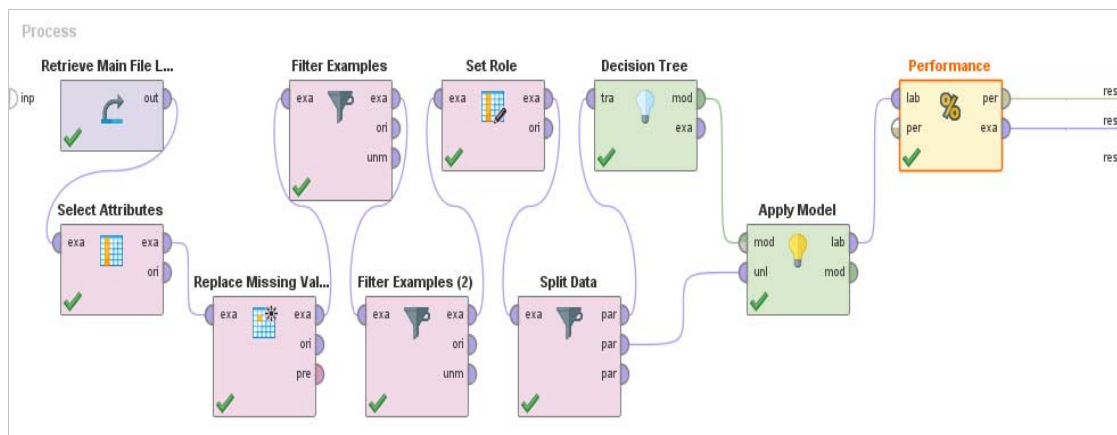 Process
inp
Retrieve Main File L...
out
Select Attributes
exa exa
ori
Replace Missing Val...
exa exa
ori
pre
Filter Examples
exa exa
ori
unm
Filter Examples (2)
exa exa
ori
unm
Set Role
exa exa
ori
Split Data
exa par
par
par
Decision Tree
tra mod
exa
Apply Model
mod lab
unl mod
Performance
% 
lab per
per exa
res
res
res